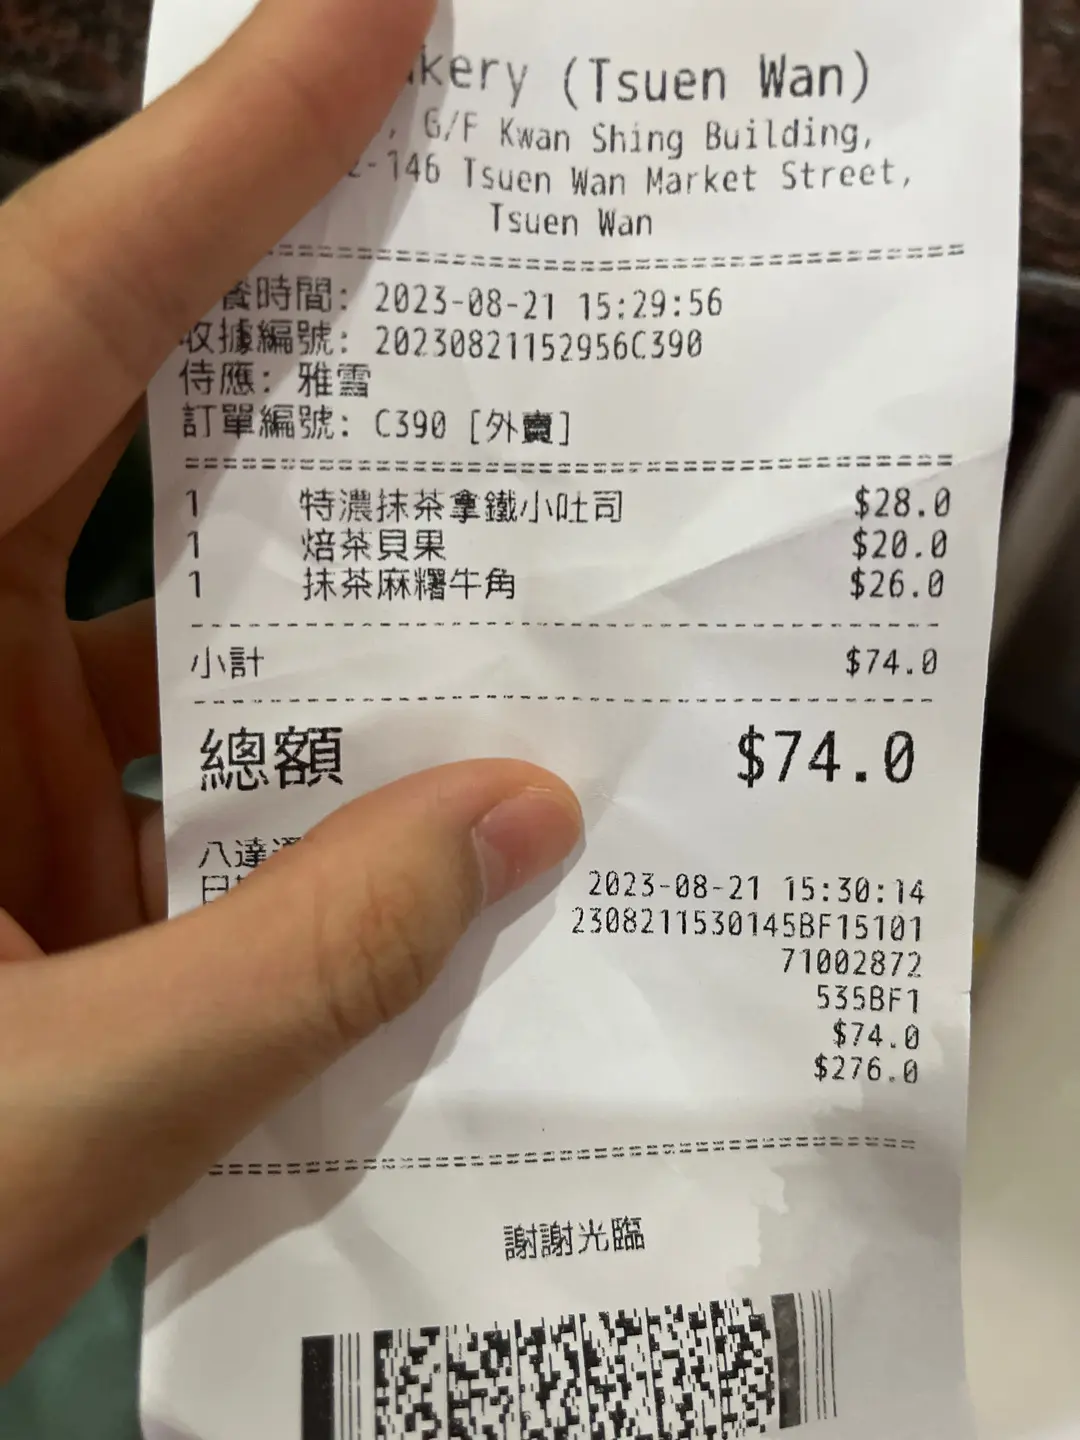 (Tsuen Wan)
G/F Kwan Shing Building,
146 Tsuen Wan Market Street,
Tsuen Wan
時間: 2023-08-21 15:29:56
收據編號: 20230821152956C390
侍應: 雅雪
訂單編號: C390 [外賣]
1 特濃抹茶拿鐵小吐司 $28.0
1 焙茶貝果 $20.0
1 抹茶麻糬牛角 $26.0
小計 $74.0
總額 $74.0
八達
2023-08-21 15:30:14
2308211530145BF15101
71002872
535BF1
$74.0
$276.0
謝謝光臨